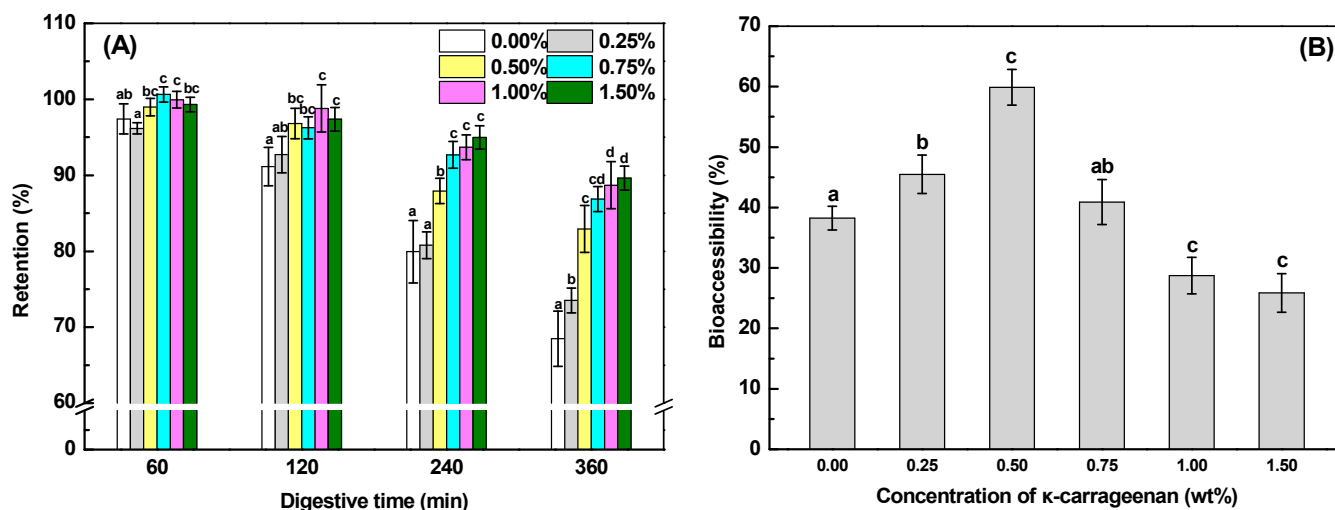 (A)
0.00% 0.25%
0.50% 0.75%
1.00% 1.50%
ab a bc c c bc
a ab bc bc c c
a a b c c c
a b c cd d d
110
100
90
80
70
60
0
Retention (%)
60 120 240 360
Digestive time (min)
(B)
a b c ab c c
70
60
50
40
30
20
10
0
Bioaccessibility (%)
0.00 0.25 0.50 0.75 1.00 1.50
Concentration of κ-carrageenan (wt%)